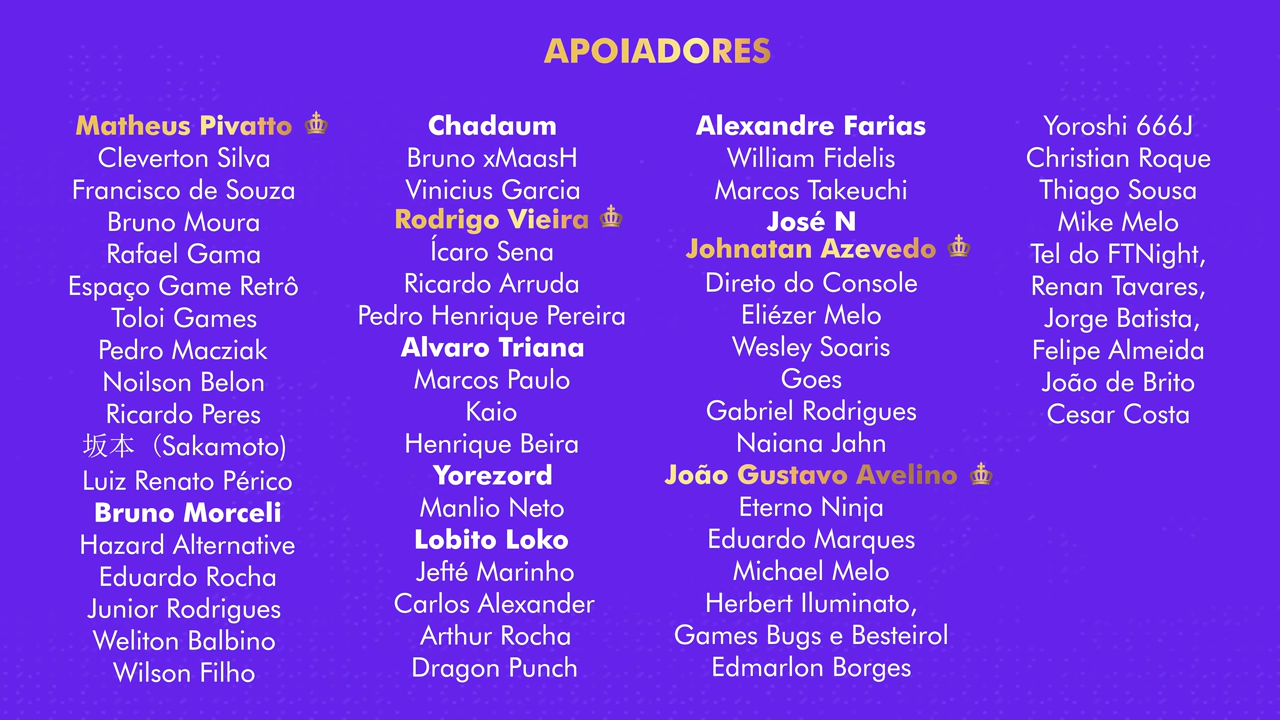 APOIADORES
Matheus Pivatto
Cleverton Silva
Francisco de Souza
Bruno Moura
Rafael Gama
Espaço Game Retrô
Toloi Games
Pedro Macziak
Noilson Belon
Ricardo Peres
坂本（Sakamoto)
Luiz Renato Périco
Bruno Morceli
Hazard Alternative
Eduardo Rocha
Junior Rodrigues
Weliton Balbino
Wilson Filho
Chadaum
Bruno xMaasH
Vinicius Garcia
Rodrigo Vieira
Ícaro Sena
Ricardo Arruda
Pedro Henrique Pereira
Alvaro Triana
Marcos Paulo
Kaio
Henrique Beira
Yorezord
Manlio Neto
Lobito Loko
Jefté Marinho
Carlos Alexander
Arthur Rocha
Dragon Punch
Alexandre Farias
William Fidelis
Marcos Takeuchi
José N
Johnatan Azevedo
Direto do Console
Eliézer Melo
Wesley Soaris
Goes
Gabriel Rodrigues
Naiana Jahn
João Gustavo Avelino
Eterno Ninja
Eduardo Marques
Michael Melo
Herbert Iluminato,
Games Bugs e Besteirol
Edmarlon Borges
Yoroshi 666J
Christian Roque
Thiago Sousa
Mike Melo
Tel do FTNight,
Renan Tavares,
Jorge Batista,
Felipe Almeida
João de Brito
Cesar Costa